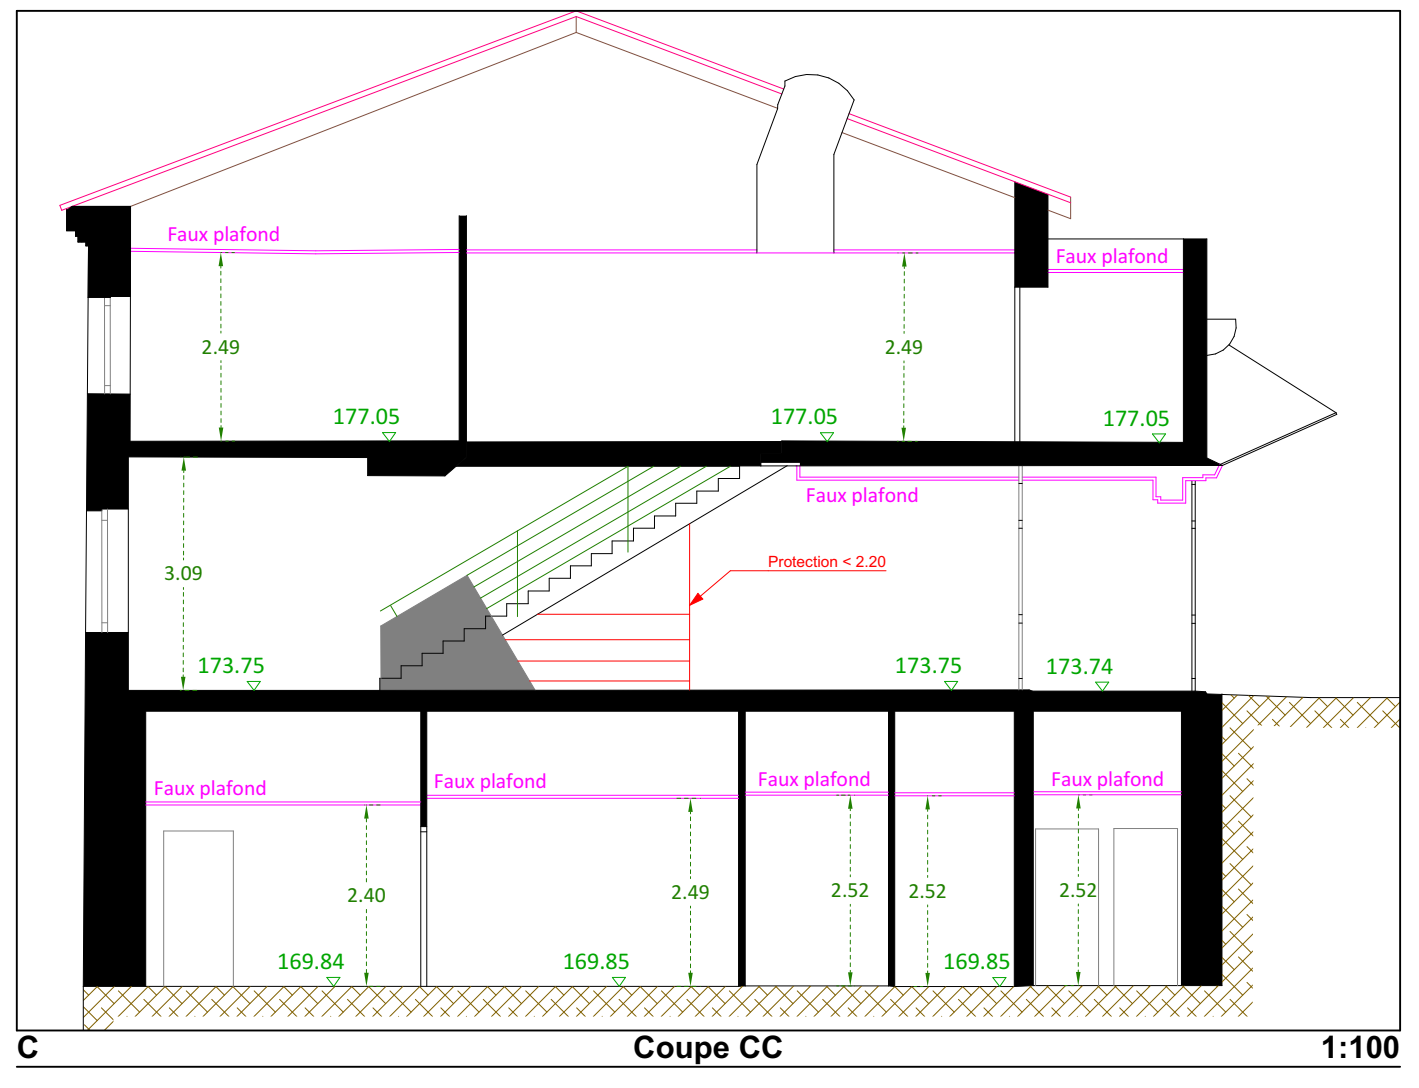 Faux plafond
Faux plafond
2.49
2.49
177.05
177.05
177.05
Faux plafond
Protection < 2.20
3.09
173.75
173.75
173.74
Faux plafond
Faux plafond
Faux plafond
Faux plafond
2.40
2.49
2.52
2.52
2.52
169.84
169.85
169.85
C
Coupe CC
1:100